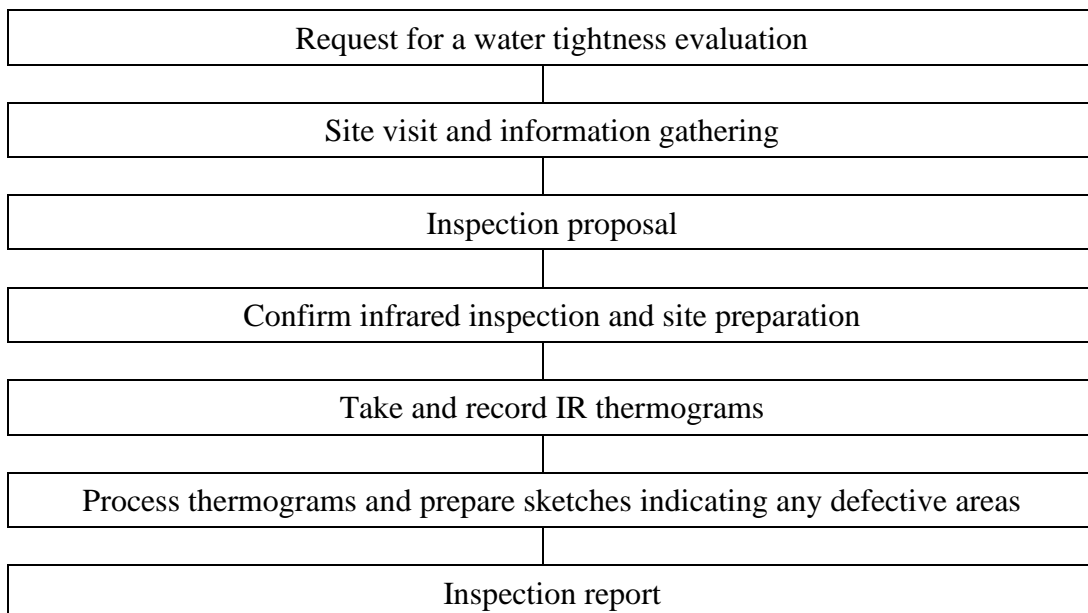 Request for a water tightness evaluation
Site visit and information gathering
Inspection proposal
Confirm infrared inspection and site preparation
Take and record IR thermograms
Process thermograms and prepare sketches indicating any defective areas
Inspection report